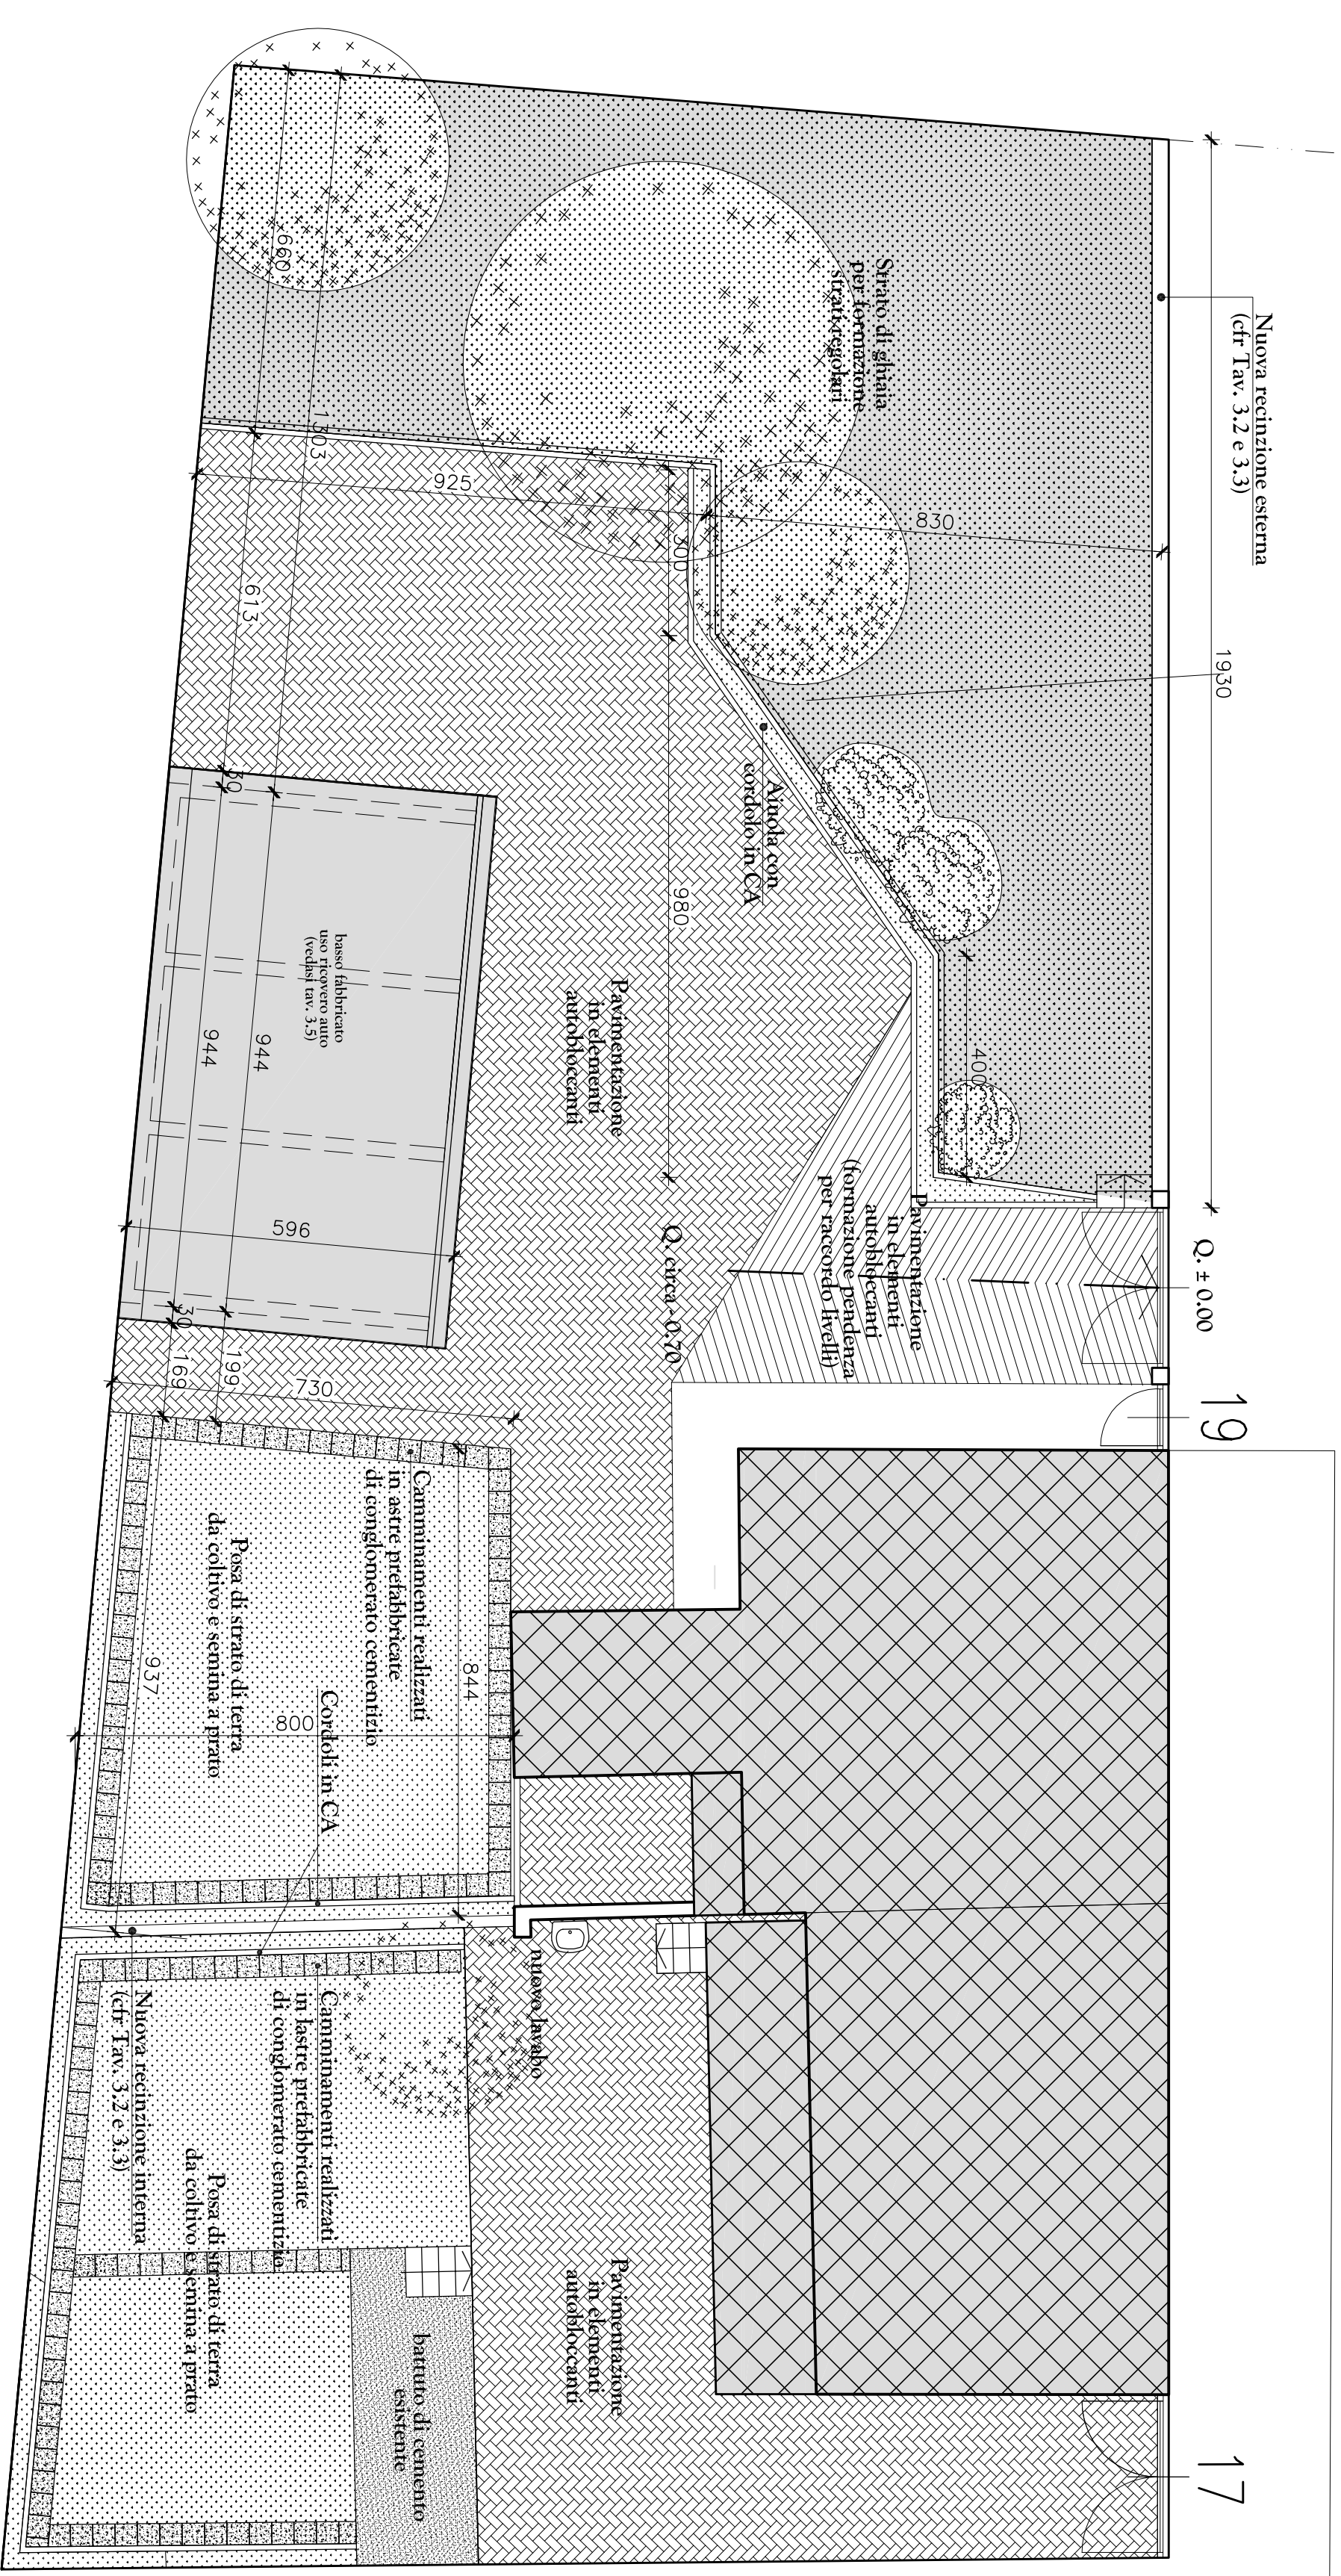 Nuova recinzione esterna
(cfr Tav. 3.2 e 3.3)
1930
Q. ± 0.00
19
17
Strato di ghiaia
per formazione
strati regolari
830
925
300
660
1303
613
30
Aiuola con
cordolo in CA
980
400
Pavimentazione
in elementi
autobloccanti
(formazione pendenza
per raccordo livelli)
Pavimentazione
in elementi
autobloccanti
Q. circa - 0.70
basso fabbricato
uso ricovero auto
(vedasi tav. 3.5)
944
944
596
30
199
169
730
Camminamenti realizzati
in astre prefabbricate
di conglomerato cementizio
844
Posa di strato di terra
da coltivo e semina a prato
937
800
Cordoli in CA
nuovo lavabo
Camminamenti realizzati
in lastre prefabbricate
di conglomerato cementizio
Nuova recinzione interna
(cfr Tav. 3.2 e 3.3)
Posa di strato di terra
da coltivo e semina a prato
Pavimentazione
in elementi
autobloccanti
battuto di cemento
esistente